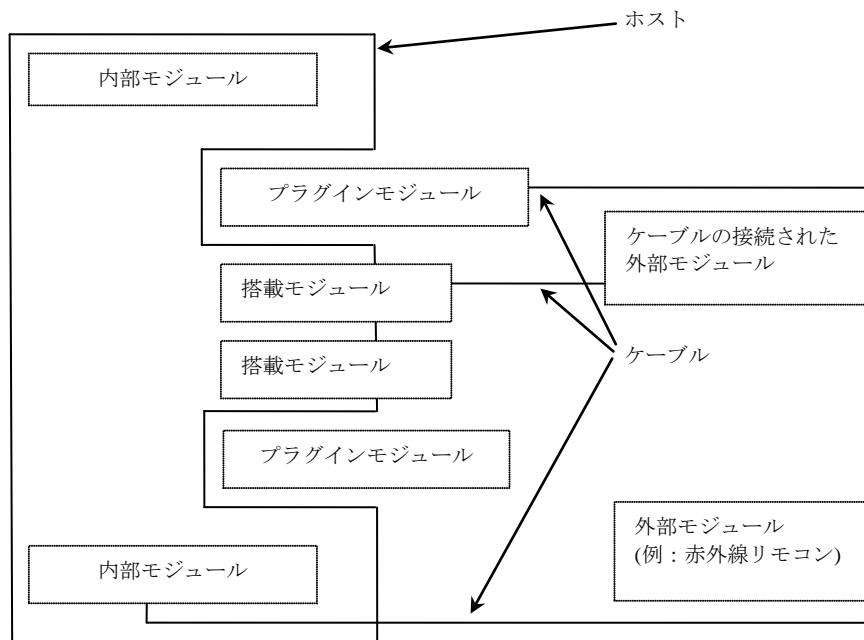 ホスト
内部モジュール
プラグインモジュール
ケーブルの接続された
外部モジュール
搭載モジュール
搭載モジュール
ケーブル
プラグインモジュール
外部モジュール
(例：赤外線リモコン)
内部モジュール